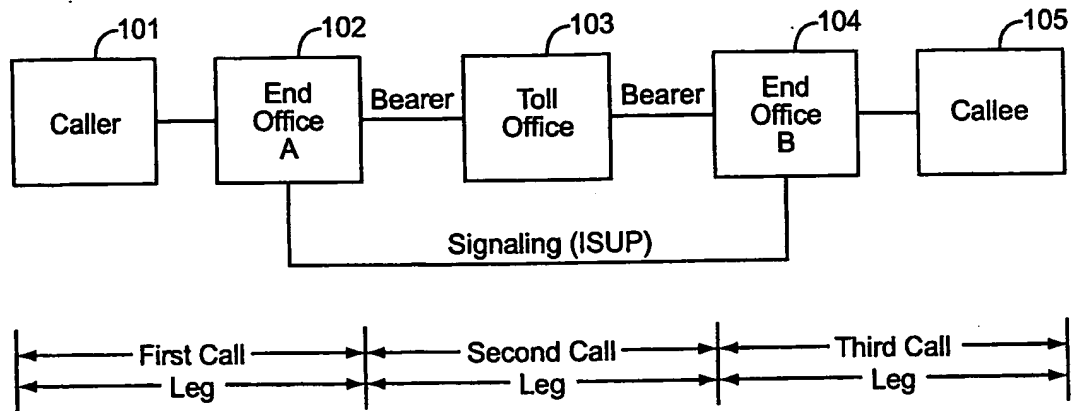 101
102
103
104
105
Caller
End
Office
A
Bearer
Toll
Office
Bearer
End
Office
B
Callee
Signaling (ISUP)
First Call
Leg
Second Call
Leg
Third Call
Leg